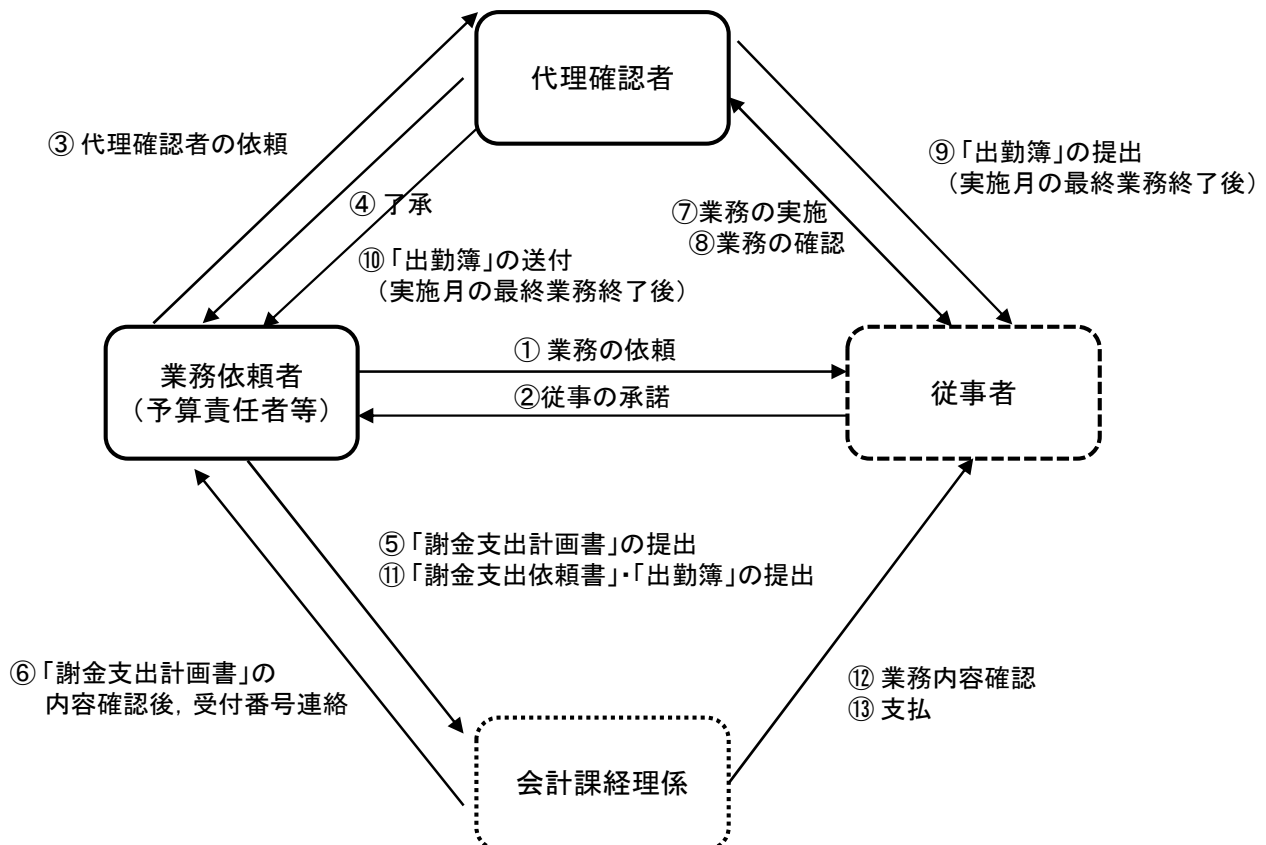 代理確認者
③ 代理確認者の依頼
⑨「出勤簿」の提出
（実施月の最終業務終了後）
④ 了承
⑦業務の実施
⑧業務の確認
⑩「出勤簿」の送付
（実施月の最終業務終了後）
① 業務の依頼
業務依頼者
（予算責任者等）
②従事の承諾
従事者
⑤「謝金支出計画書」の提出
⑪「謝金支出依頼書」・「出勤簿」の提出
⑥「謝金支出計画書」の
内容確認後，受付番号連絡
⑫ 業務内容確認
⑬ 支払
会計課経理係